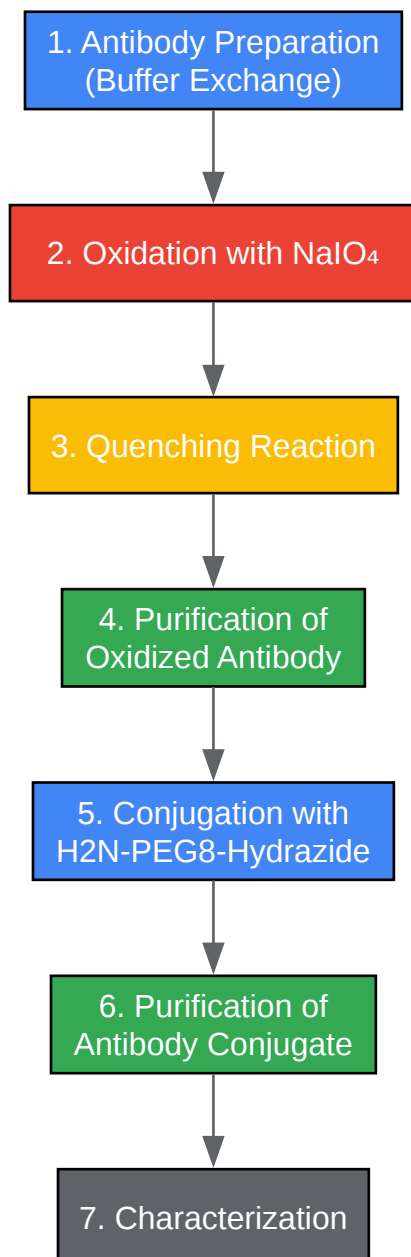 1. Antibody Preparation
(Buffer Exchange)
2. Oxidation with NaIO₄
3. Quenching Reaction
4. Purification of
Oxidized Antibody
5. Conjugation with
H2N-PEG8-Hydrazide
6. Purification of
Antibody Conjugate
7. Characterization